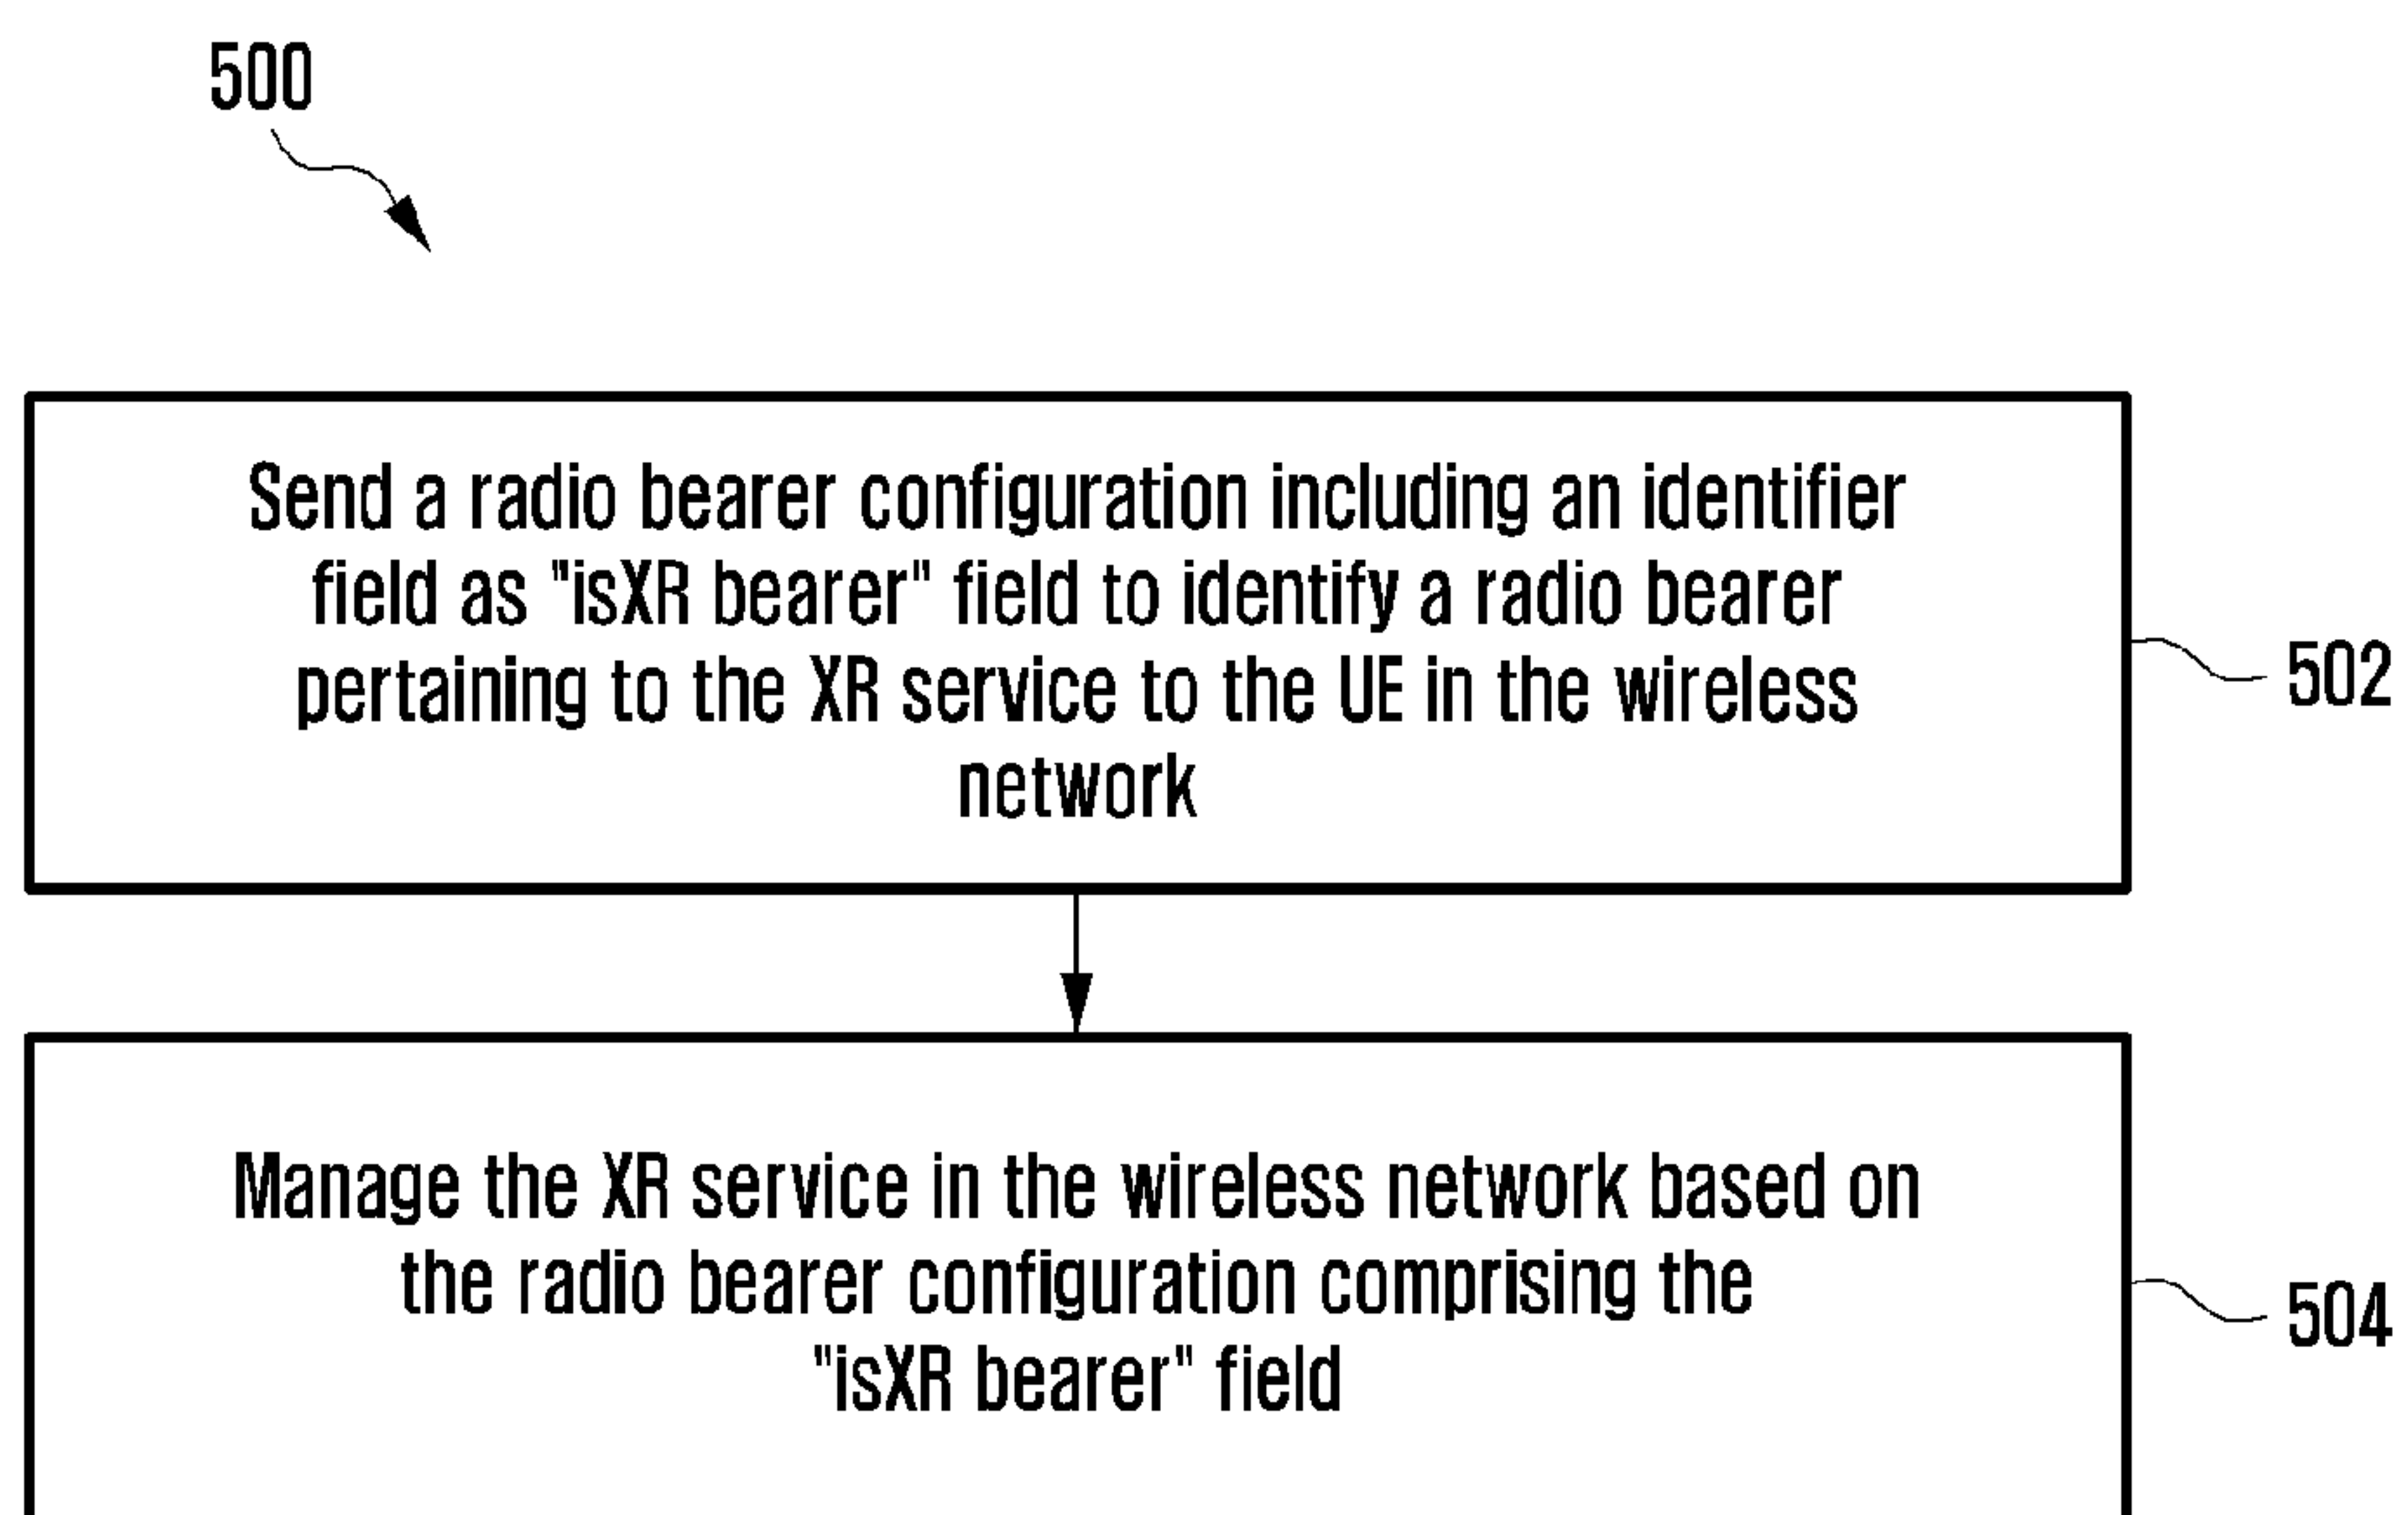 500
Send a radio bearer configuration including an identifier
field as "isXR bearer" field to identify a radio bearer
pertaining to the XR service to the UE in the wireless
network
502
Manage the XR service in the wireless network based on
the radio bearer configuration comprising the
"isXR bearer" field
504